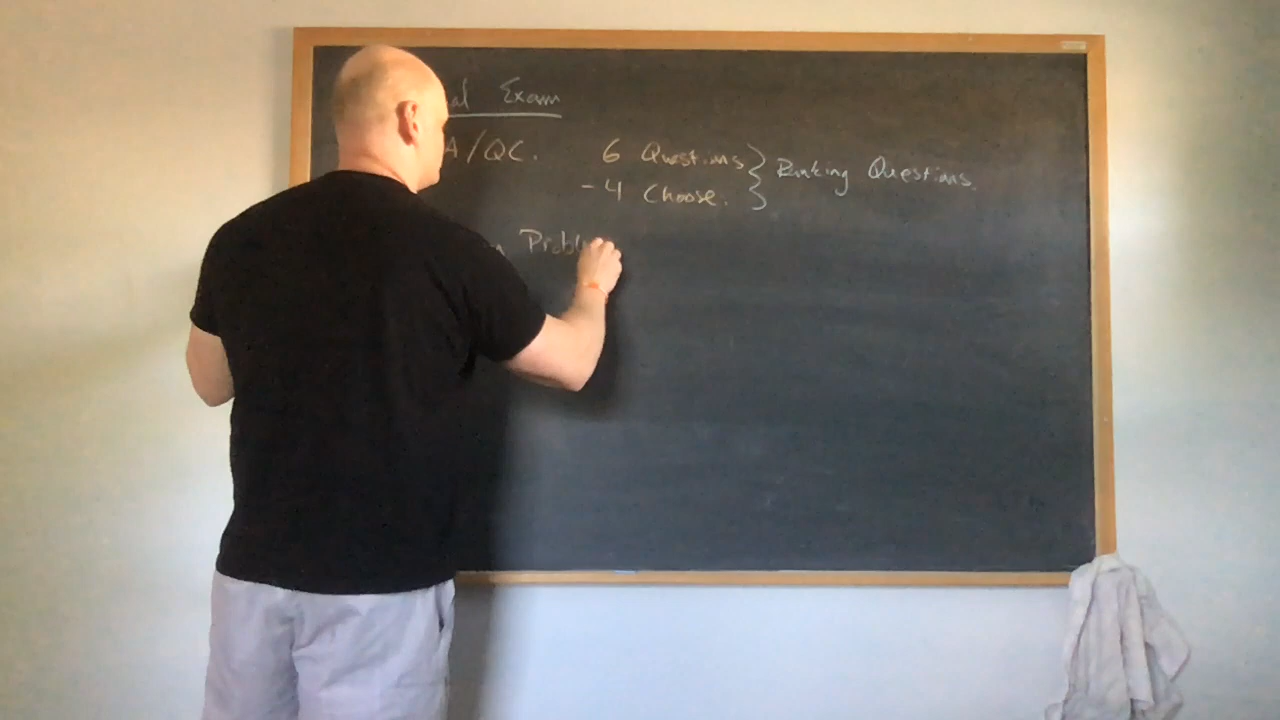 al Exam
A/QC. 6 Questions } Ranking Questions.
- 4 Choose.
Probl